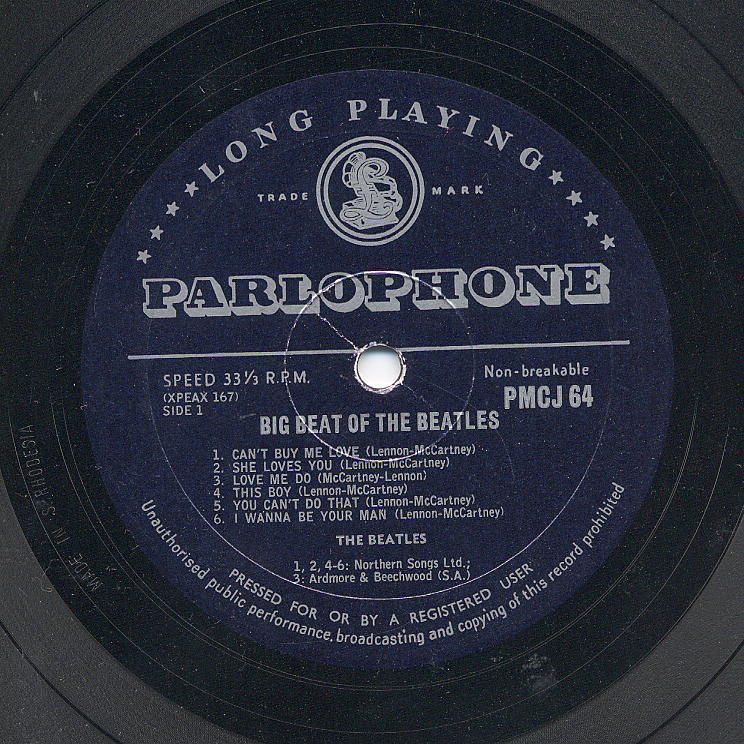 LONG PLAYING
TRADE MARK
PARLOPHONE
SPEED 33⅓ R.P.M.
(XPEAX 167)
SIDE 1
Non-breakable
PMCJ 64
BIG BEAT OF THE BEATLES
1. CAN'T BUY ME LOVE (Lennon-McCartney)
2. SHE LOVES YOU (Lennon-McCartney)
3. LOVE ME DO (McCartney-Lennon)
4. THIS BOY (Lennon-McCartney)
5. YOU CAN'T DO THAT (Lennon-McCartney)
6. I WANNA BE YOUR MAN (Lennon-McCartney)
THE BEATLES
1, 2, 4-6: Northern Songs Ltd.;
3: Ardmore & Beechwood (S.A.)
PRESSED FOR OR BY A REGISTERED USER
Unauthorised public performance, broadcasting and copying of this record prohibited
MADE IN S. RHODESIA